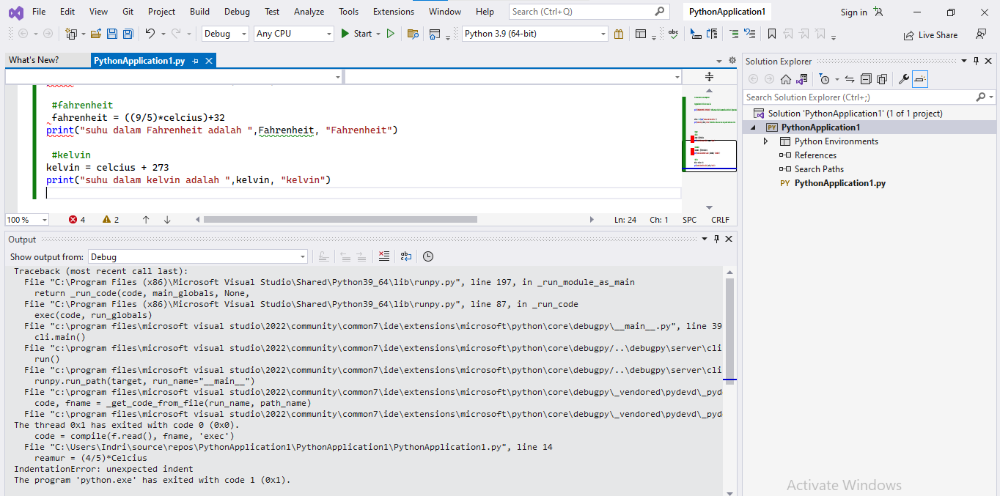 File Edit View Git Project Build Debug Test Analyze Tools Extensions Window Help Search (Ctrl+Q) PythonApplication1 Sign in
Debug Any CPU Start Python 3.9 (64-bit) Live Share
What's New? PythonApplication1.py
#fahrenheit
fahrenheit = ((9/5)*celcius)+32
print("suhu dalam Fahrenheit adalah ",Fahrenheit, "Fahrenheit")
#kelvin
kelvin = celcius + 273
print("suhu dalam kelvin adalah ",kelvin, "kelvin")
100 % 4 2 Ln: 24 Ch: 1 SPC CRLF
Output
Show output from: Debug
Traceback (most recent call last):
File "C:\Program Files (x86)\Microsoft Visual Studio\Shared\Python39_64\lib\runpy.py", line 197, in _run_module_as_main
return _run_code(code, main_globals, None,
File "C:\Program Files (x86)\Microsoft Visual Studio\Shared\Python39_64\lib\runpy.py", line 87, in _run_code
exec(code, run_globals)
File "c:\program files\microsoft visual studio\2022\community\common7\ide\extensions\microsoft\python\core\debugpy\__main__.py", line 39
cli.main()
File "c:\program files\microsoft visual studio\2022\community\common7\ide\extensions\microsoft\python\core\debugpy/..\debugpy\server\cli
run()
File "c:\program files\microsoft visual studio\2022\community\common7\ide\extensions\microsoft\python\core\debugpy/..\debugpy\server\cli
runpy.run_path(target, run_name="__main__")
File "c:\program files\microsoft visual studio\2022\community\common7\ide\extensions\microsoft\python\core\debugpy\_vendored\pydevd\_pyd
code, fname = _get_code_from_file(run_name, path_name)
File "c:\program files\microsoft visual studio\2022\community\common7\ide\extensions\microsoft\python\core\debugpy\_vendored\pydevd\_pyd
The thread 0x1 has exited with code 0 (0x0).
code = compile(f.read(), fname, 'exec')
File "C:\Users\Indri\source\repos\PythonApplication1\PythonApplication1\PythonApplication1.py", line 14
reamur = (4/5)*Celcius
IndentationError: unexpected indent
The program 'python.exe' has exited with code 1 (0x1).
Solution Explorer
Search Solution Explorer (Ctrl+;)
Solution 'PythonApplication1' (1 of 1 project)
PY PythonApplication1
Python Environments
References
Search Paths
PY PythonApplication1.py
Activate Windows